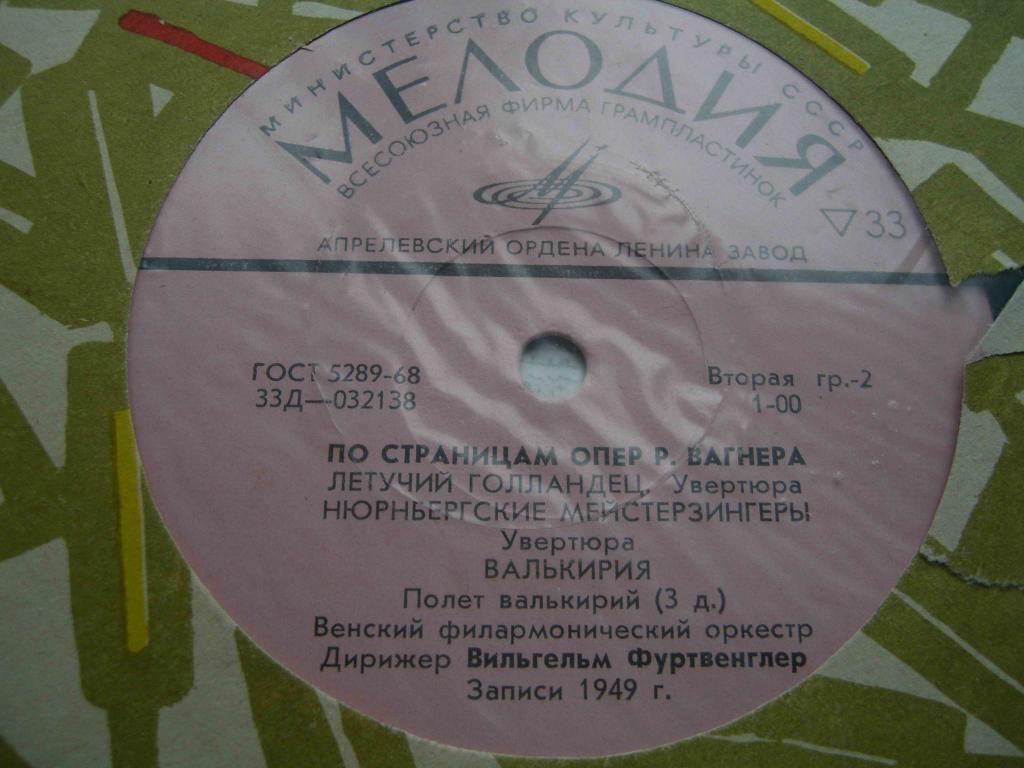 МИНИСТЕРСТВО КУЛЬТУРЫ СССР
МЕЛОДИЯ
ВСЕСОЮЗНАЯ ФИРМА ГРАМПЛАСТИНОК
33
АПРЕЛЕВСКИЙ ОРДЕНА ЛЕНИНА ЗАВОД
ГОСТ 5289-68 Вторая гр.-2
33Д—032138 1-00
ПО СТРАНИЦАМ ОПЕР Р. ВАГНЕРА
ЛЕТУЧИЙ ГОЛЛАНДЕЦ, Увертюра
НЮРНЬЕРГСКИЕ МЕЙСТЕРЗИНГЕРЫ
Увертюра
ВАЛЬКИРИЯ
Полет валькирий (3 д.)
Венский филармонический оркестр
Дирижер Вильгельм Фуртвенглер
Записи 1949 г.